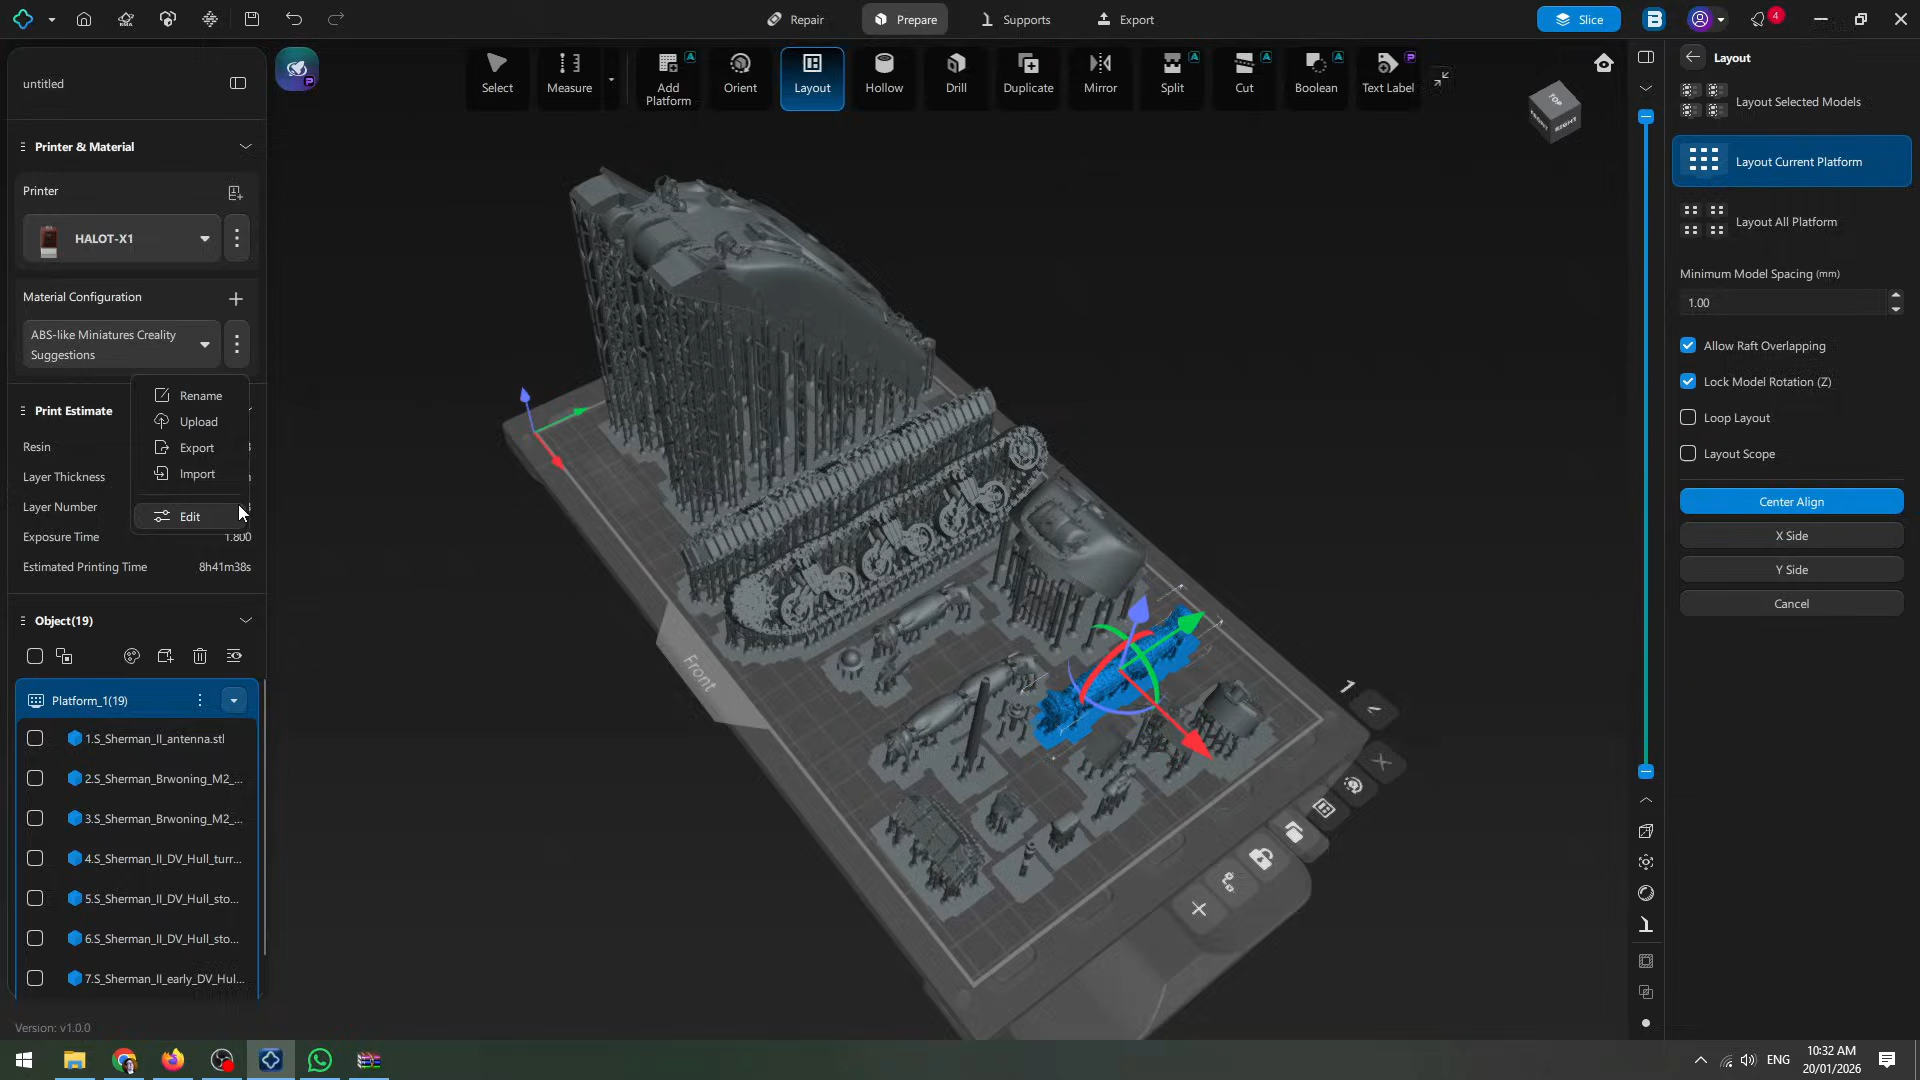 Repair
Prepare
Supports
Export
Slice
4
untitled
P
Select
Measure
Add
Platform
A
Orient
Layout
Hollow
Drill
Duplicate
Mirror
Split
A
Cut
A
Boolean
A
Text Label
P
TOP
FRONT
RIGHT
Layout
Layout Selected Models
Layout Current Platform
Layout All Platform
Minimum Model Spacing (mm)
1.00
Allow Raft Overlapping
Lock Model Rotation (Z)
Loop Layout
Layout Scope
Center Align
X Side
Y Side
Cancel
Printer & Material
Printer
HALOT-X1
Material Configuration
ABS-like Miniatures Creality
Suggestions
Rename
Upload
Export
Import
Edit
Print Estimate
Resin
Layer Thickness
Layer Number
Exposure Time
1.800
Estimated Printing Time
8h41m38s
Object(19)
Platform_1(19)
1.S_Sherman_II_antenna.stl
2.S_Sherman_Brwoning_M2_...
3.S_Sherman_Brwoning_M2_...
4.S_Sherman_II_DV_Hull_turr...
5.S_Sherman_II_DV_Hull_sto...
6.S_Sherman_II_DV_Hull_sto...
7.S_Sherman_II_early_DV_Hul...
Version: v1.0.0
Front
1
ENG
10:32 AM
20/01/2026